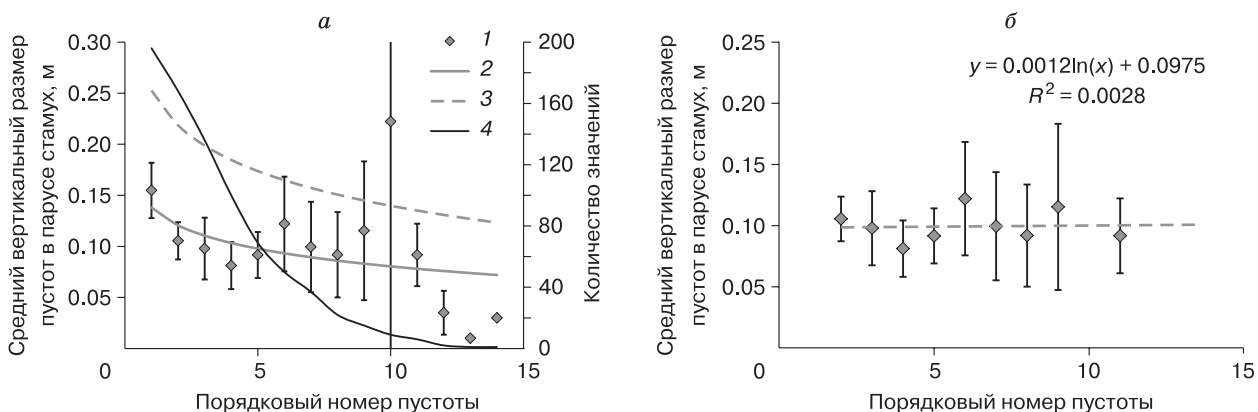 а
Средний вертикальный размер
пустот в парусе стамух, м
0.30
0.25
0.20
0.15
0.10
0.05
0
5
10
15
Порядковый номер пустоты
1
2
3
4
200
160
120
80
40
0
Количество значений
б
Средний вертикальный размер
пустот в парусе стамух, м
0.25
0.20
0.15
0.10
0.05
0
5
10
15
Порядковый номер пустоты
y = 0.0012ln(x) + 0.0975
R² = 0.0028